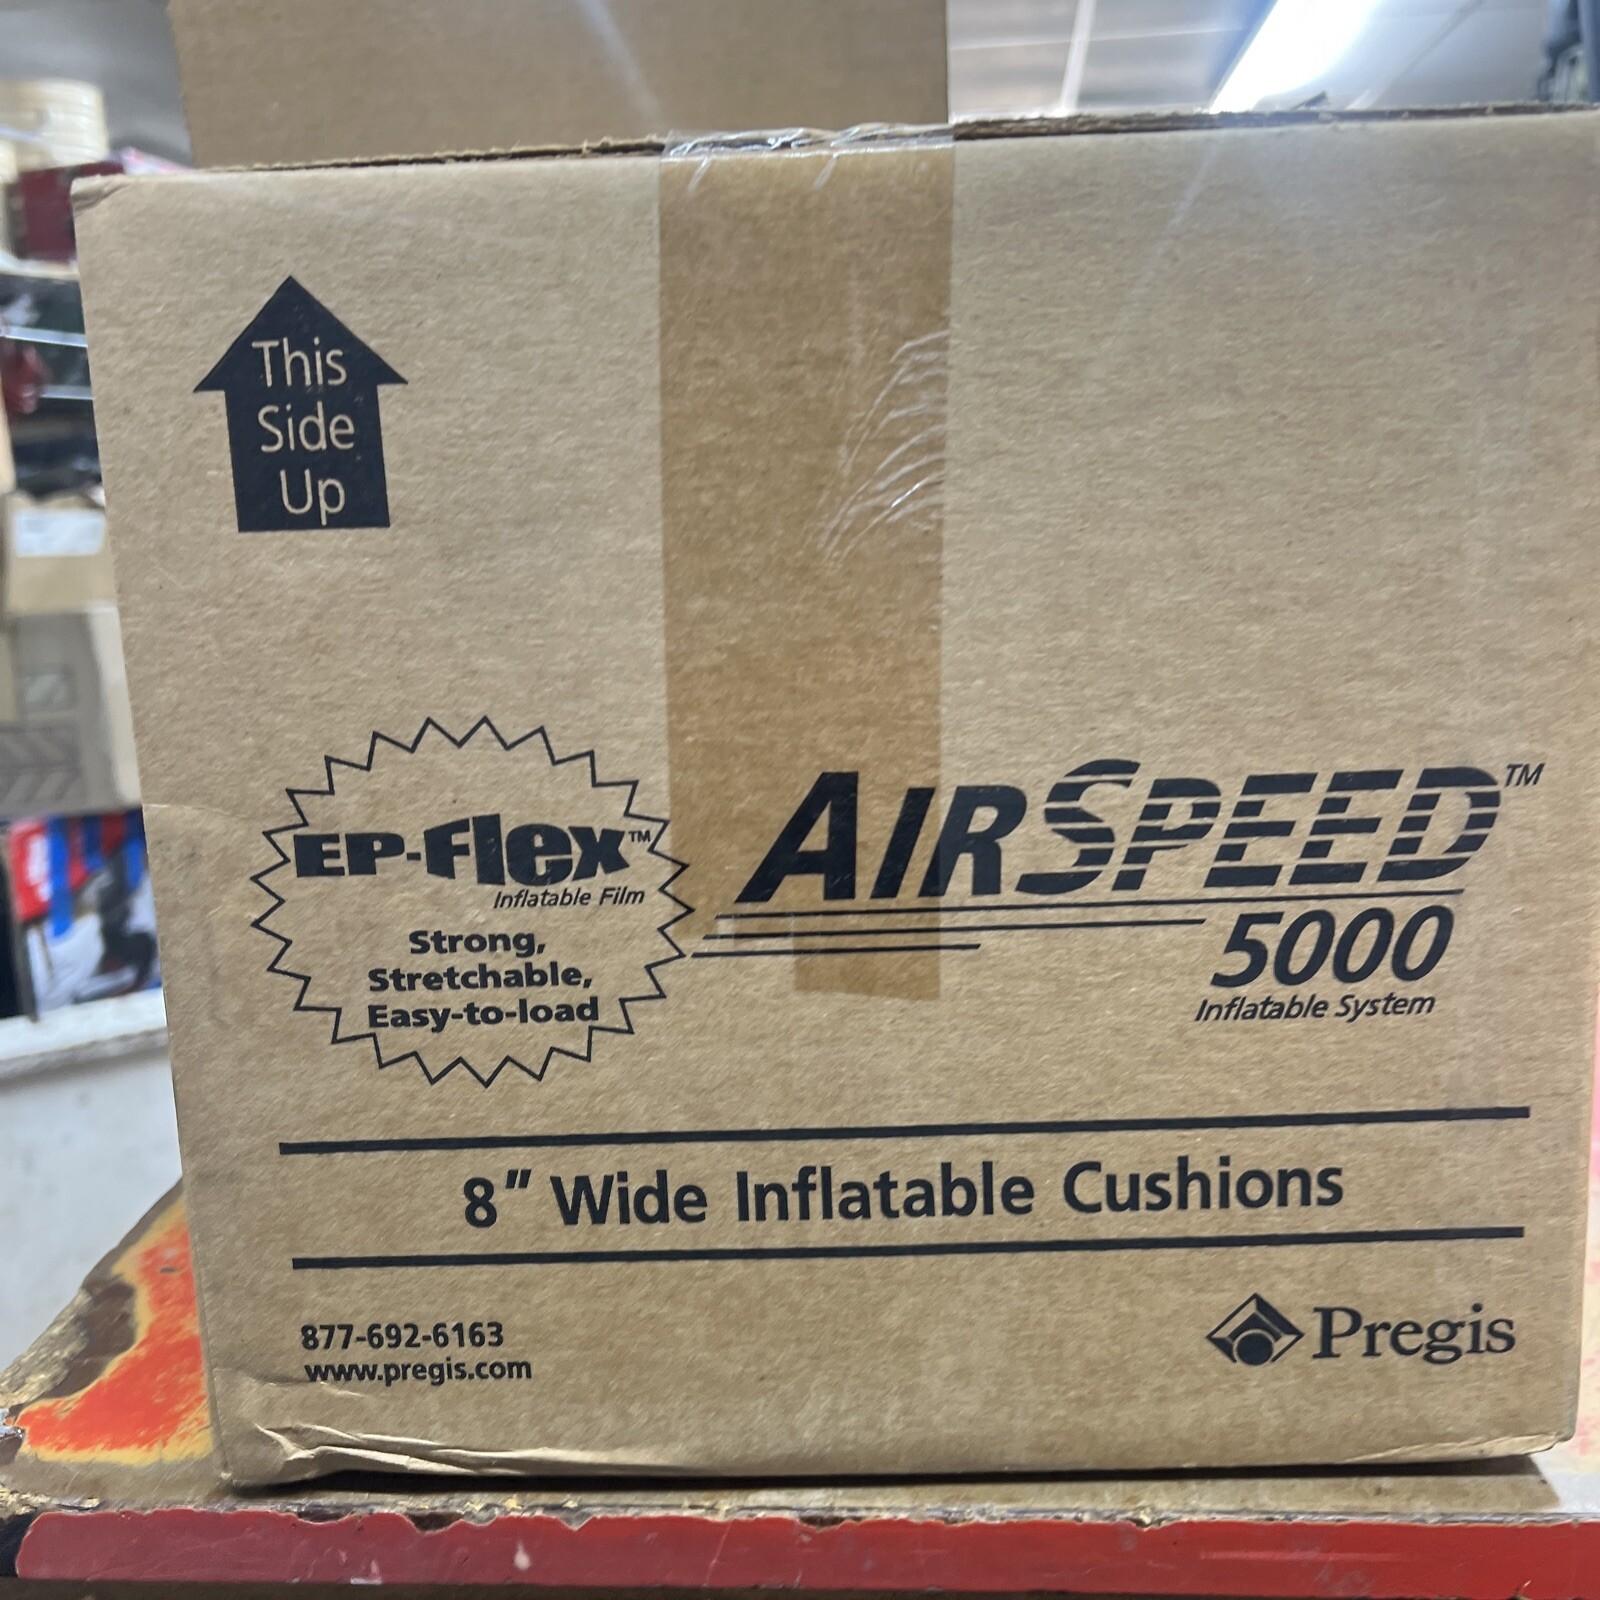 This
Side
Up
EP-Flex™
Inflatable Film
Strong,
Stretchable,
Easy-to-load
AIRSPEED™
5000
Inflatable System
8" Wide Inflatable Cushions
877-692-6163
www.pregis.com
Pregis